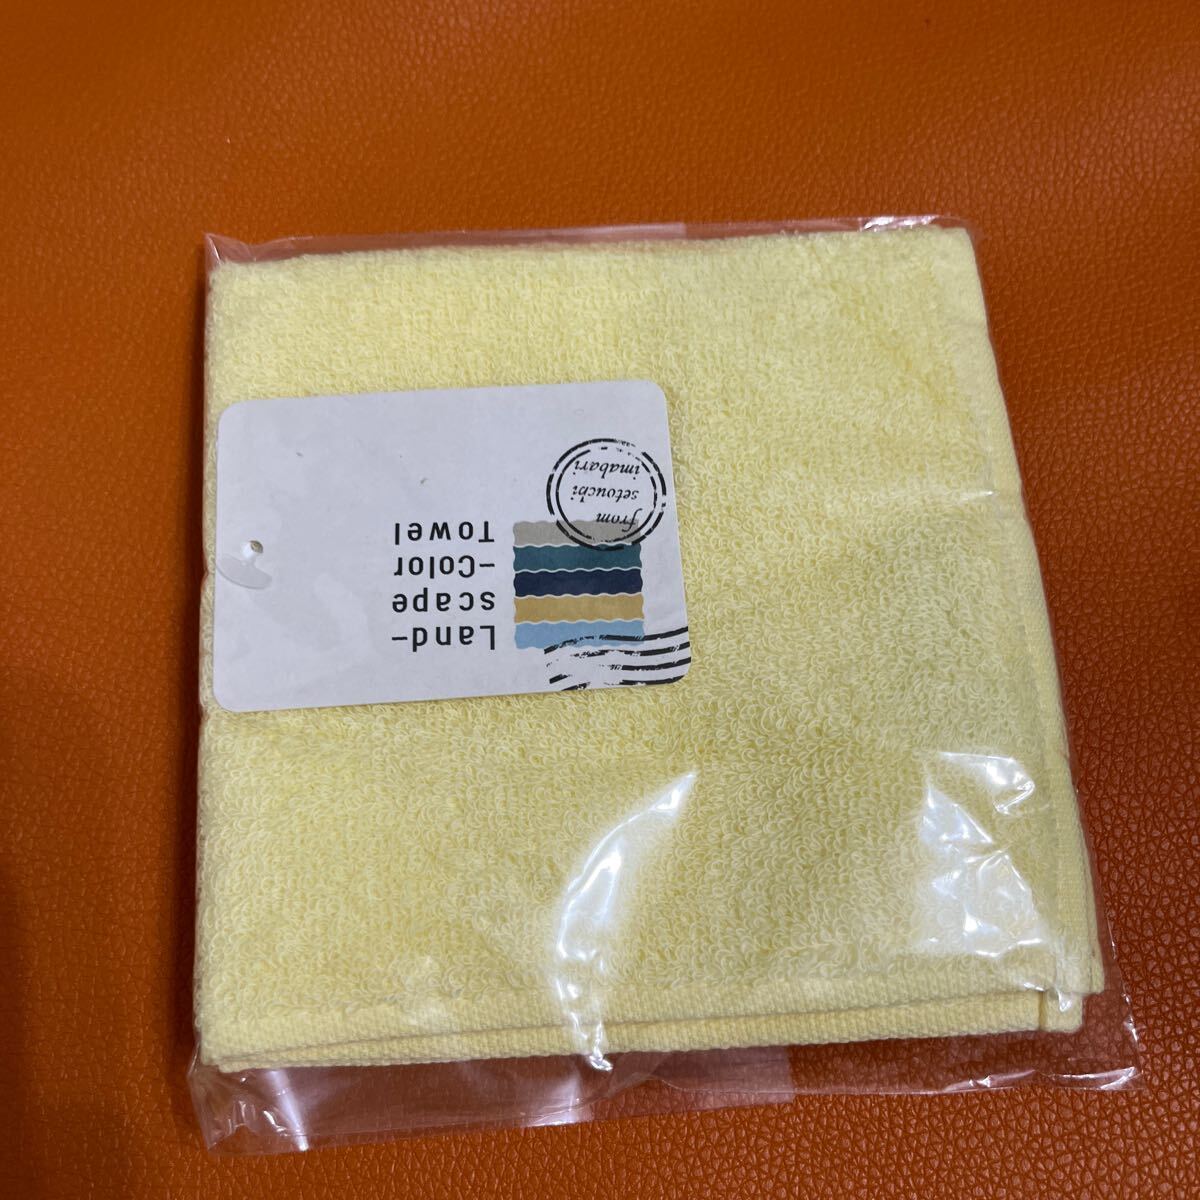 Land-
scape
-Color
Towel
from
setouchi
imabari